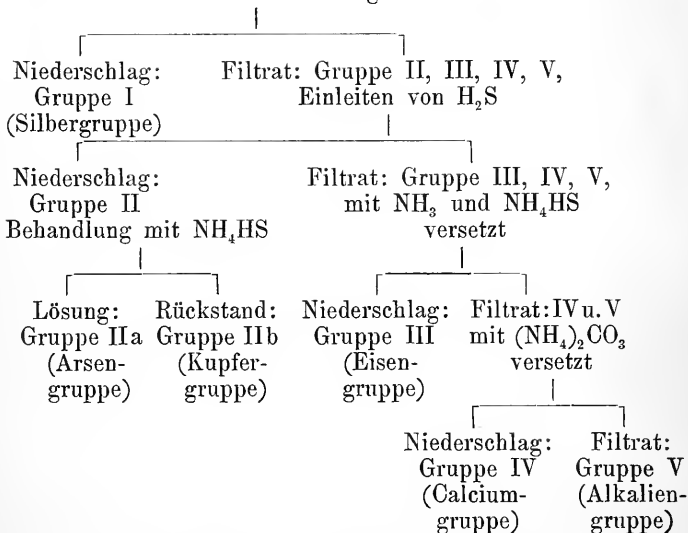 Niederschlag:
Gruppe I
(Silbergruppe)
Filtrat: Gruppe II, III, IV, V,
Einleiten von H₂S
Niederschlag:
Gruppe II
Behandlung mit NH₄HS
Filtrat: Gruppe III, IV, V,
mit NH₃ und NH₄HS
versetzt
Lösung:
Gruppe IIa
(Arsen-
gruppe)
Rückstand:
Gruppe IIb
(Kupfer-
gruppe)
Niederschlag:
Gruppe III
(Eisen-
gruppe)
Filtrat: IV u. V
mit (NH₄)₂CO₃
versetzt
Niederschlag:
Gruppe IV
(Calcium-
gruppe)
Filtrat:
Gruppe V
(Alkalien-
gruppe)